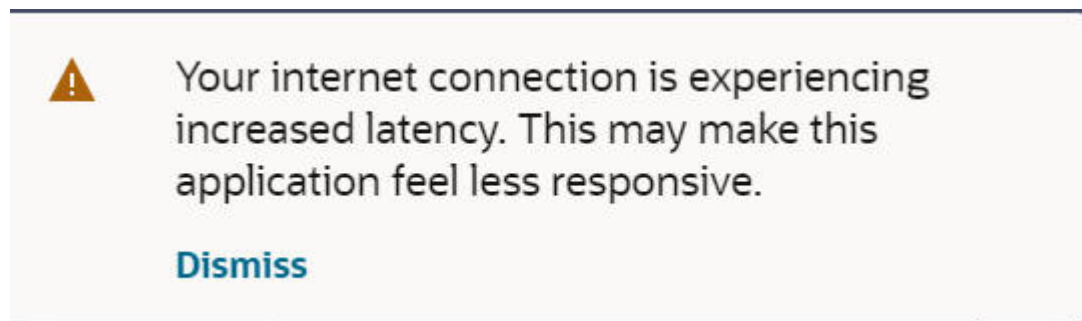 Your internet connection is experiencing
increased latency. This may make this
application feel less responsive.
Dismiss